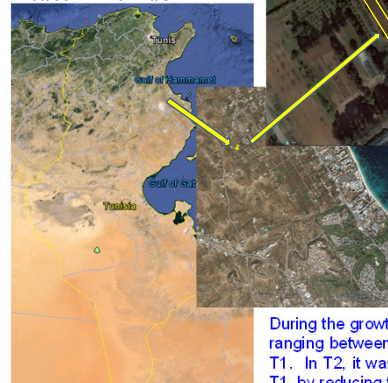 Tunis
Gulf of Hammamet
Gulf of Gab
Tunisia
During the growt
ranging between
T1. In T2, it wa
T1, by reducing t